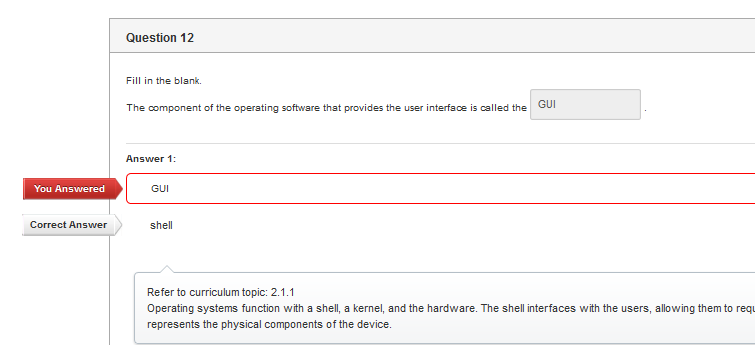 Question 12
Fill in the blank.
The component of the operating software that provides the user interface is called the GUI .
Answer 1:
You Answered GUI
Correct Answer shell
Refer to curriculum topic: 2.1.1
Operating systems function with a shell, a kernel, and the hardware. The shell interfaces with the users, allowing them to requ
represents the physical components of the device.